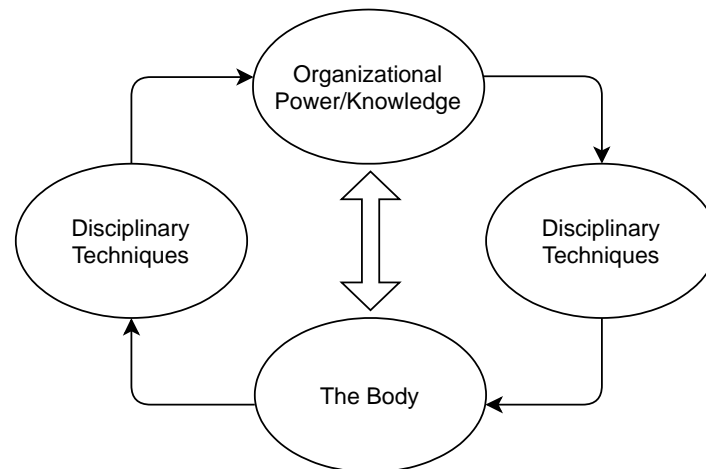 Organizational
Power/Knowledge
Disciplinary
Techniques
Disciplinary
Techniques
The Body